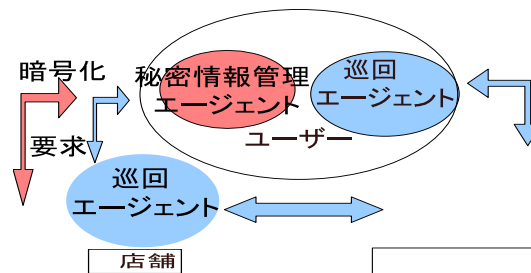 暗号化
秘密情報管理
エージェント
巡回
エージェント
ユーザー
要求
巡回
エージェント
店舗